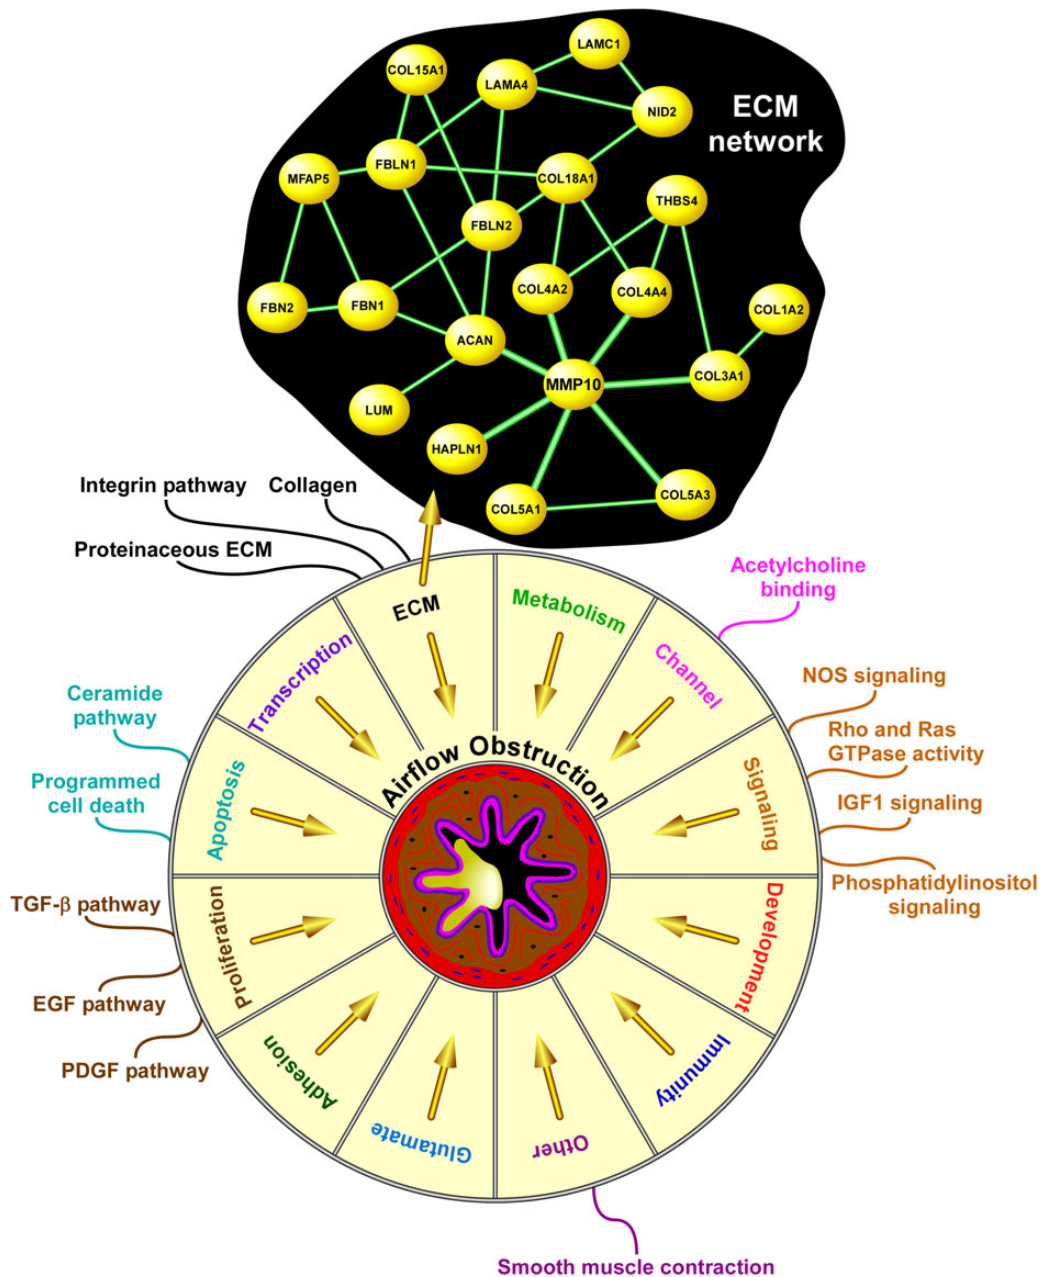 LAMC1
COL15A1
LAMA4
ECM
network
NID2
FBLN1
MFAP5
COL18A1
THBS4
FBLN2
COL4A2
COL4A4
FBN2
FBN1
COL1A2
ACAN
MMP10
COL3A1
LUM
HAPLN1
COL5A1
COL5A3
Integrin pathway
Collagen
Proteinaceous ECM
Acetylcholine
binding
ECM
Metabolism
Transcription
Channel
Ceramide
pathway
NOS signaling
Rho and Ras
GTPase activity
Airflow Obstruction
Programmed
cell death
Apoptosis
Signaling
IGF1 signaling
Phosphatidylinositol
signaling
TGF-β pathway
Proliferation
Development
EGF pathway
PDGF pathway
Adhesion
Immunity
Glutamate
Other
Smooth muscle contraction